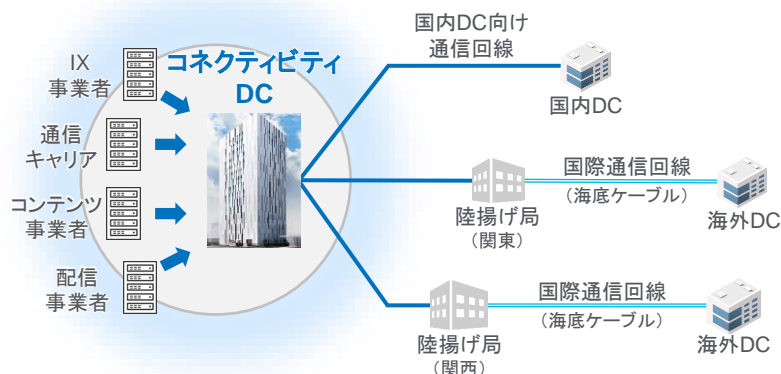 IX
事業者
通信
キャリア
コンテンツ
事業者
配信
事業者
コネクティビティ
DC
国内DC向け
通信回線
国内DC
陸揚げ局
（関東）
国際通信回線
（海底ケーブル）
海外DC
陸揚げ局
（関西）
国際通信回線
（海底ケーブル）
海外DC